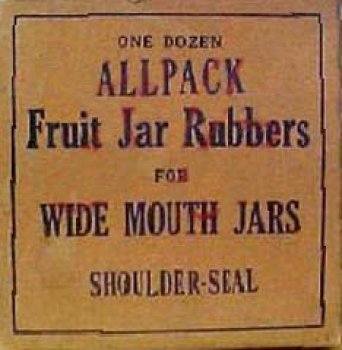 ONE DOZEN
ALLPACK
Fruit Jar Rubbers
FOR
WIDE MOUTH JARS
SHOULDER-SEAL